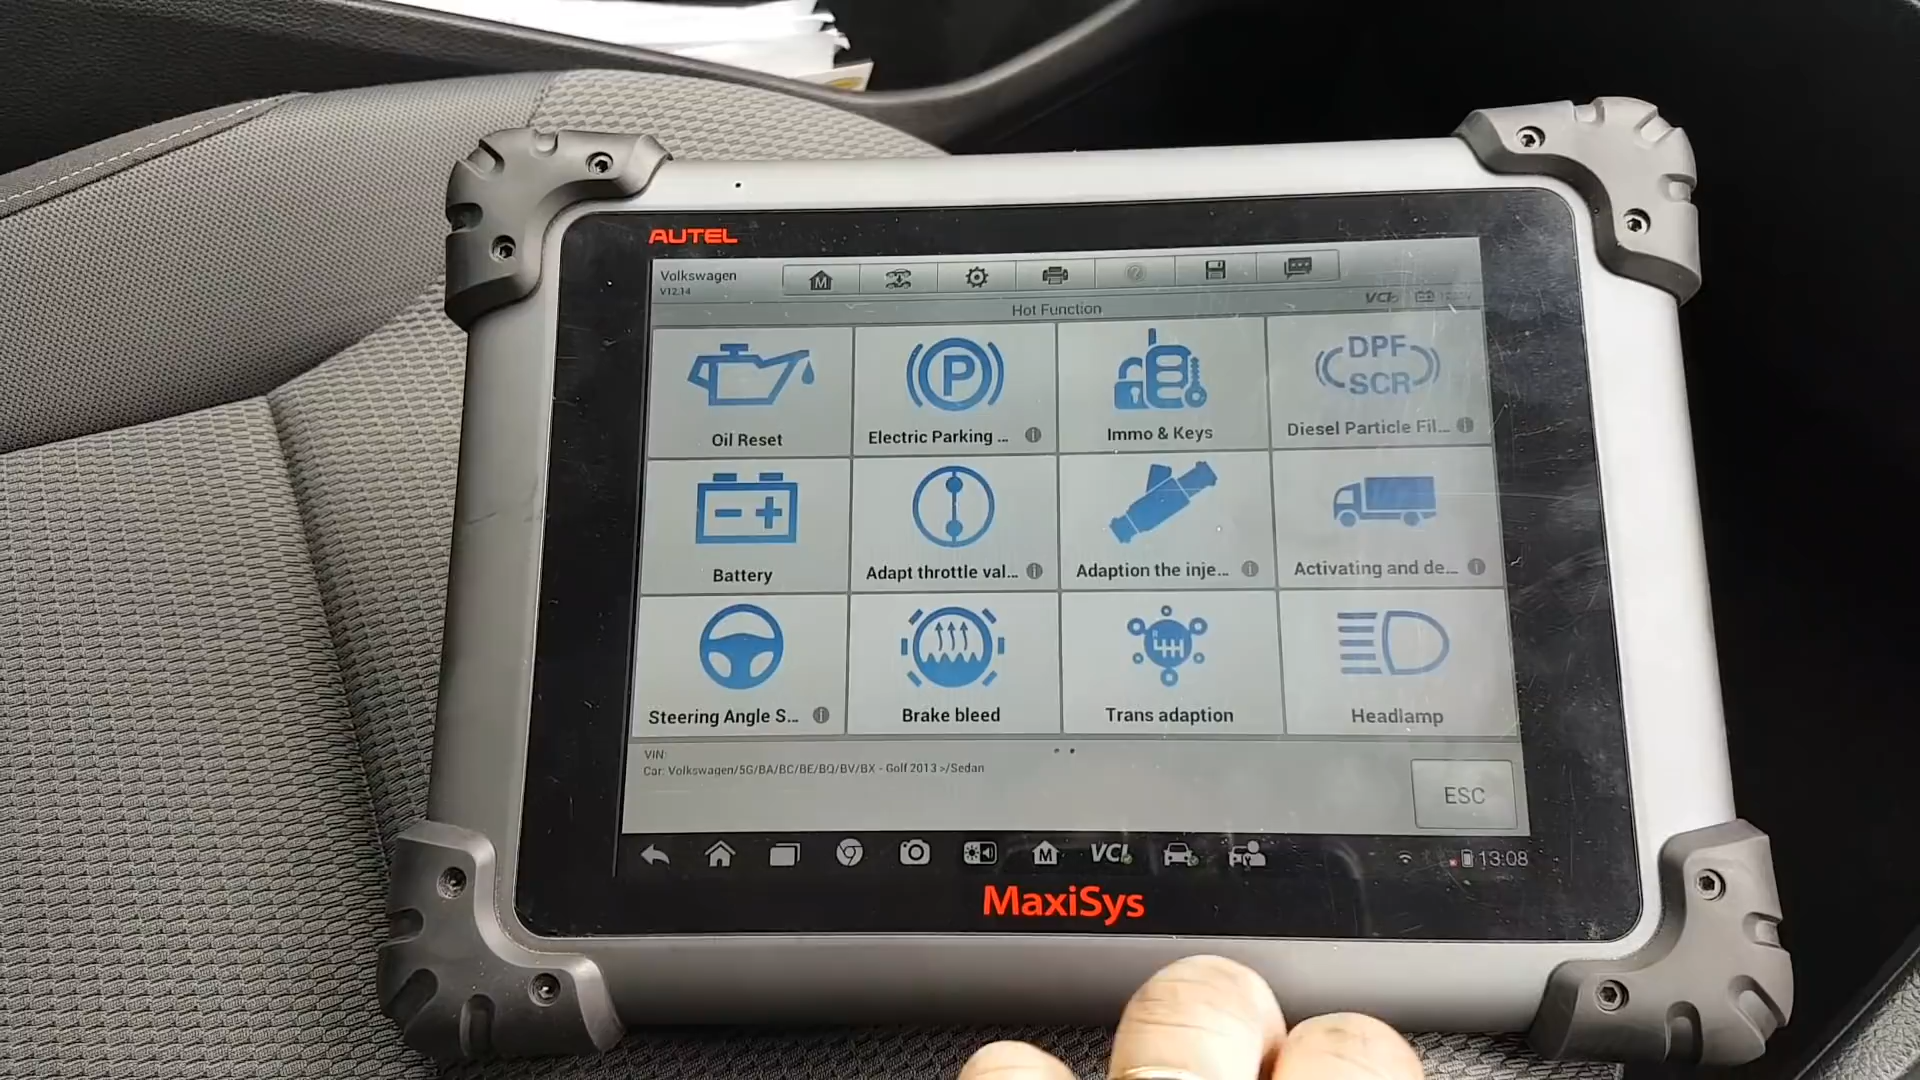 AUTEL
Volkswagen
V12.14
M
?
VCI
Hot Function
P
DPF
SCR
Oil Reset
Electric Parking ...
Immo & Keys
Diesel Particle Fil...
- +
Battery
Adapt throttle val...
Adaption the inje...
Activating and de...
Steering Angle S...
Brake bleed
Trans adaption
Headlamp
VIN:
Car: Volkswagen/5G/BA/BC/BE/BQ/BV/BX - Golf 2013 >/Sedan
ESC
M
VCI
13:08
MaxiSys